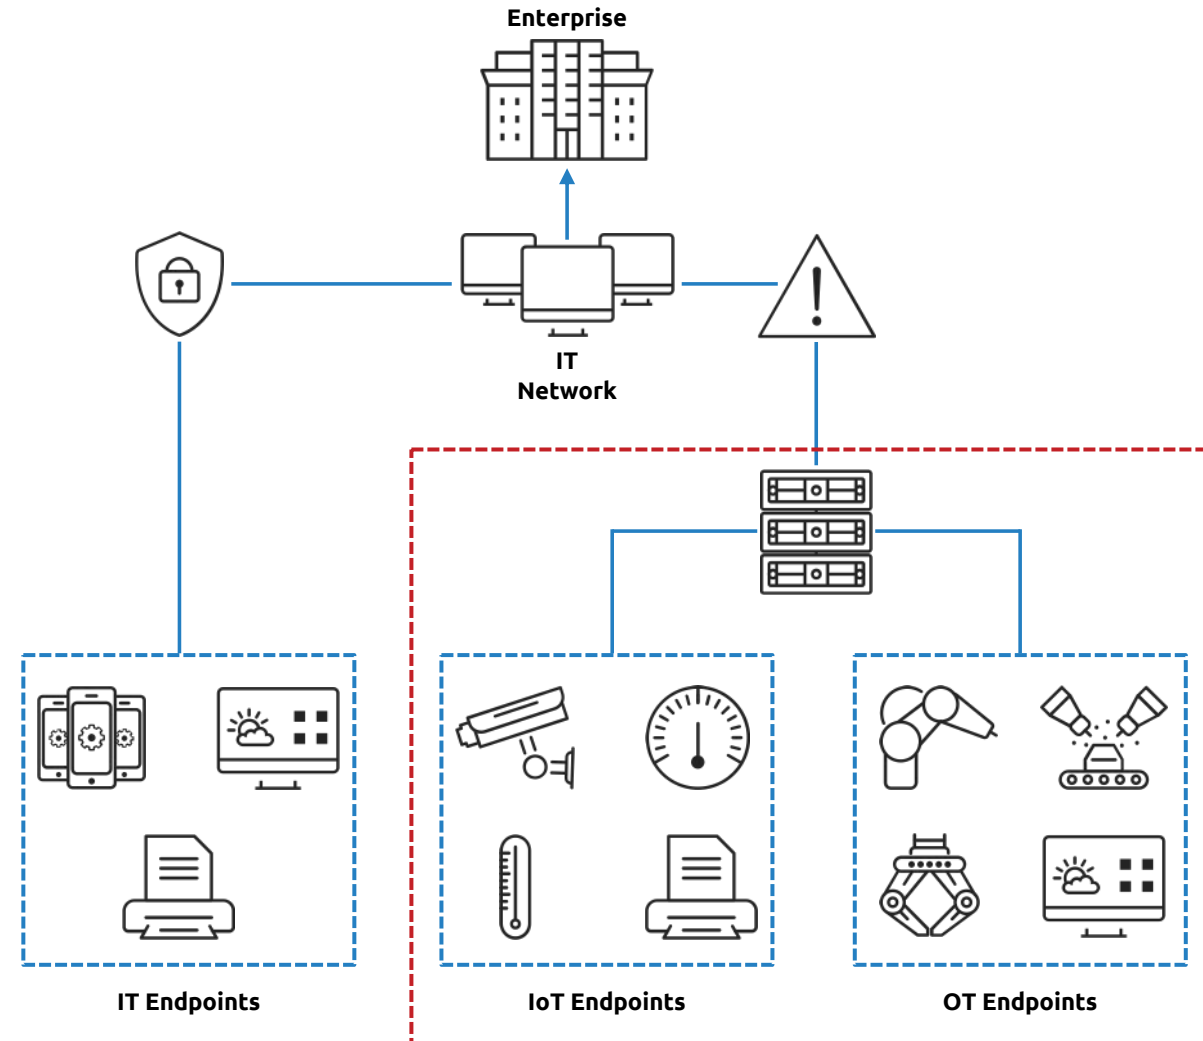 Enterprise
IT
Network
IT Endpoints
IoT Endpoints
OT Endpoints